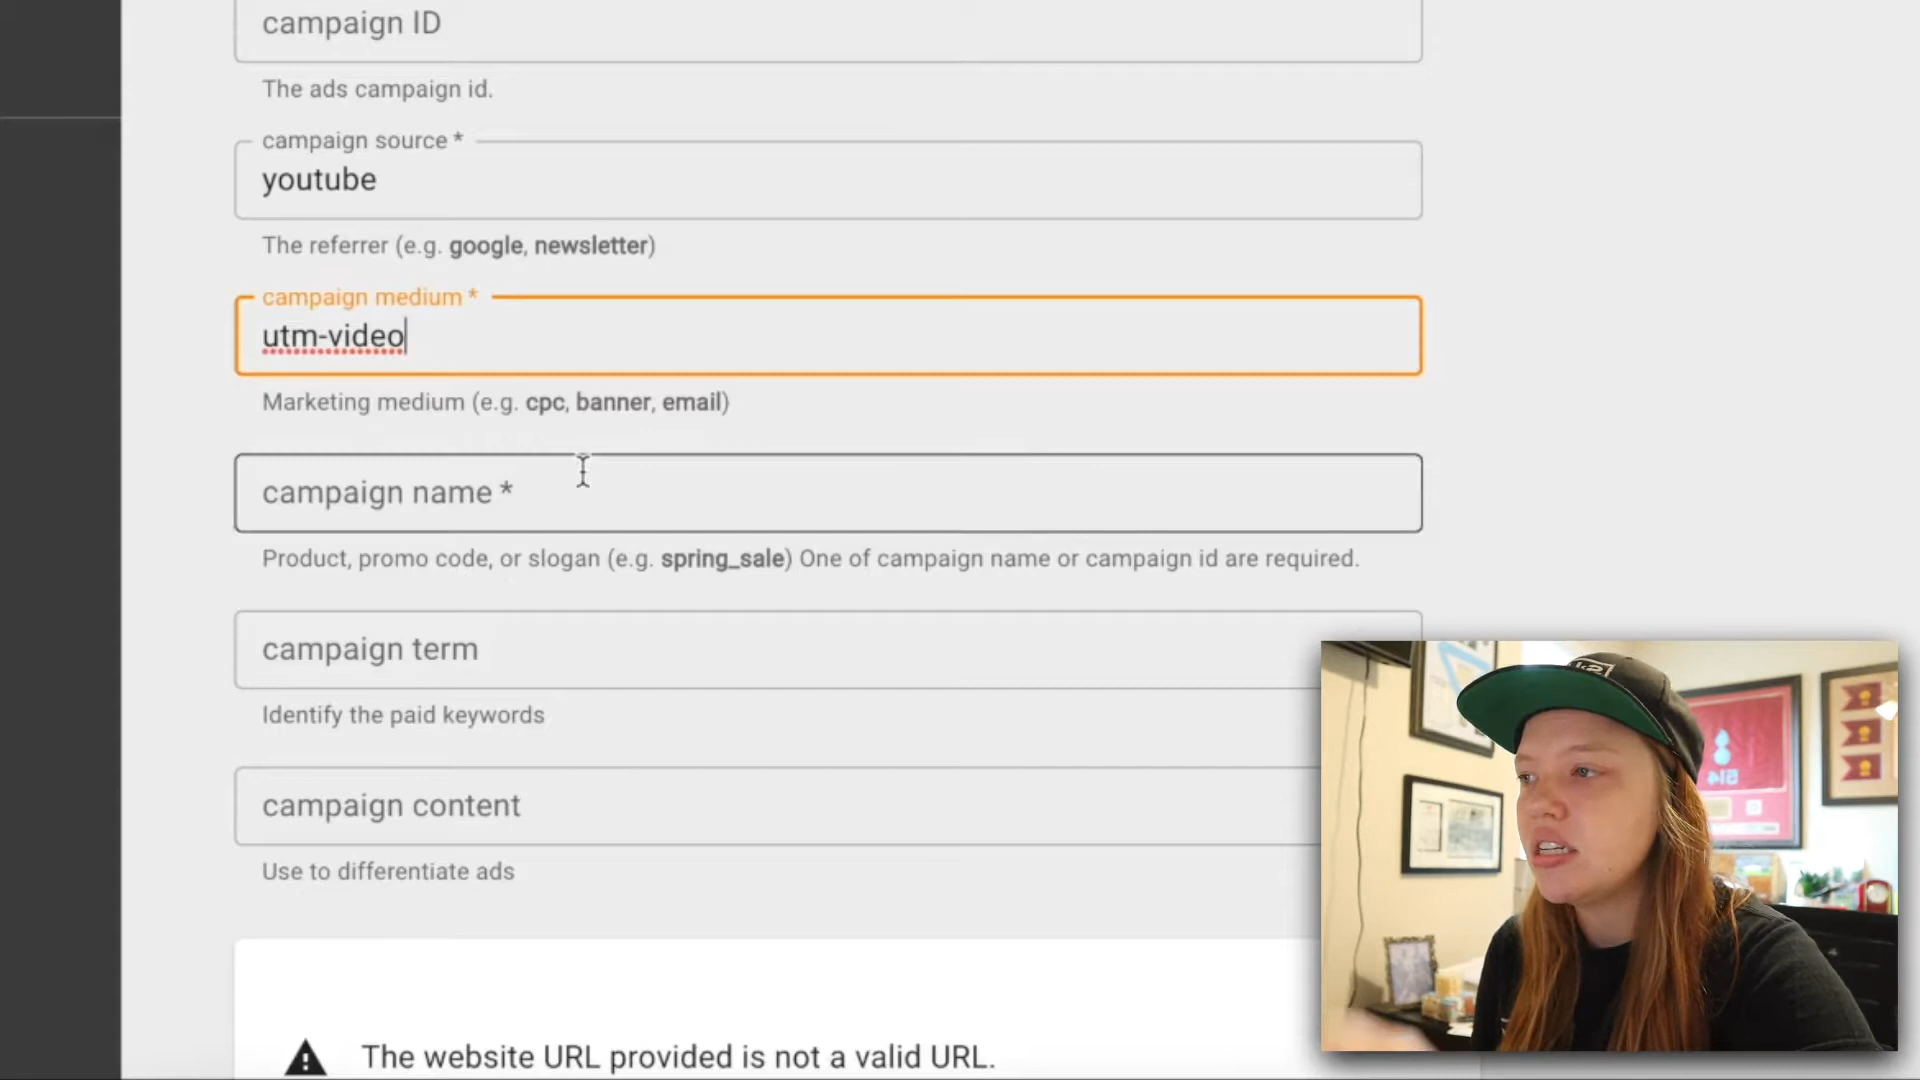 campaign ID
The ads campaign id.
campaign source *
youtube
The referrer (e.g. google, newsletter)
campaign medium *
utm-video
Marketing medium (e.g. cpc, banner, email)
campaign name *
Product, promo code, or slogan (e.g. spring_sale) One of campaign name or campaign id are required.
campaign term
Identify the paid keywords
campaign content
Use to differentiate ads
The website URL provided is not a valid URL.